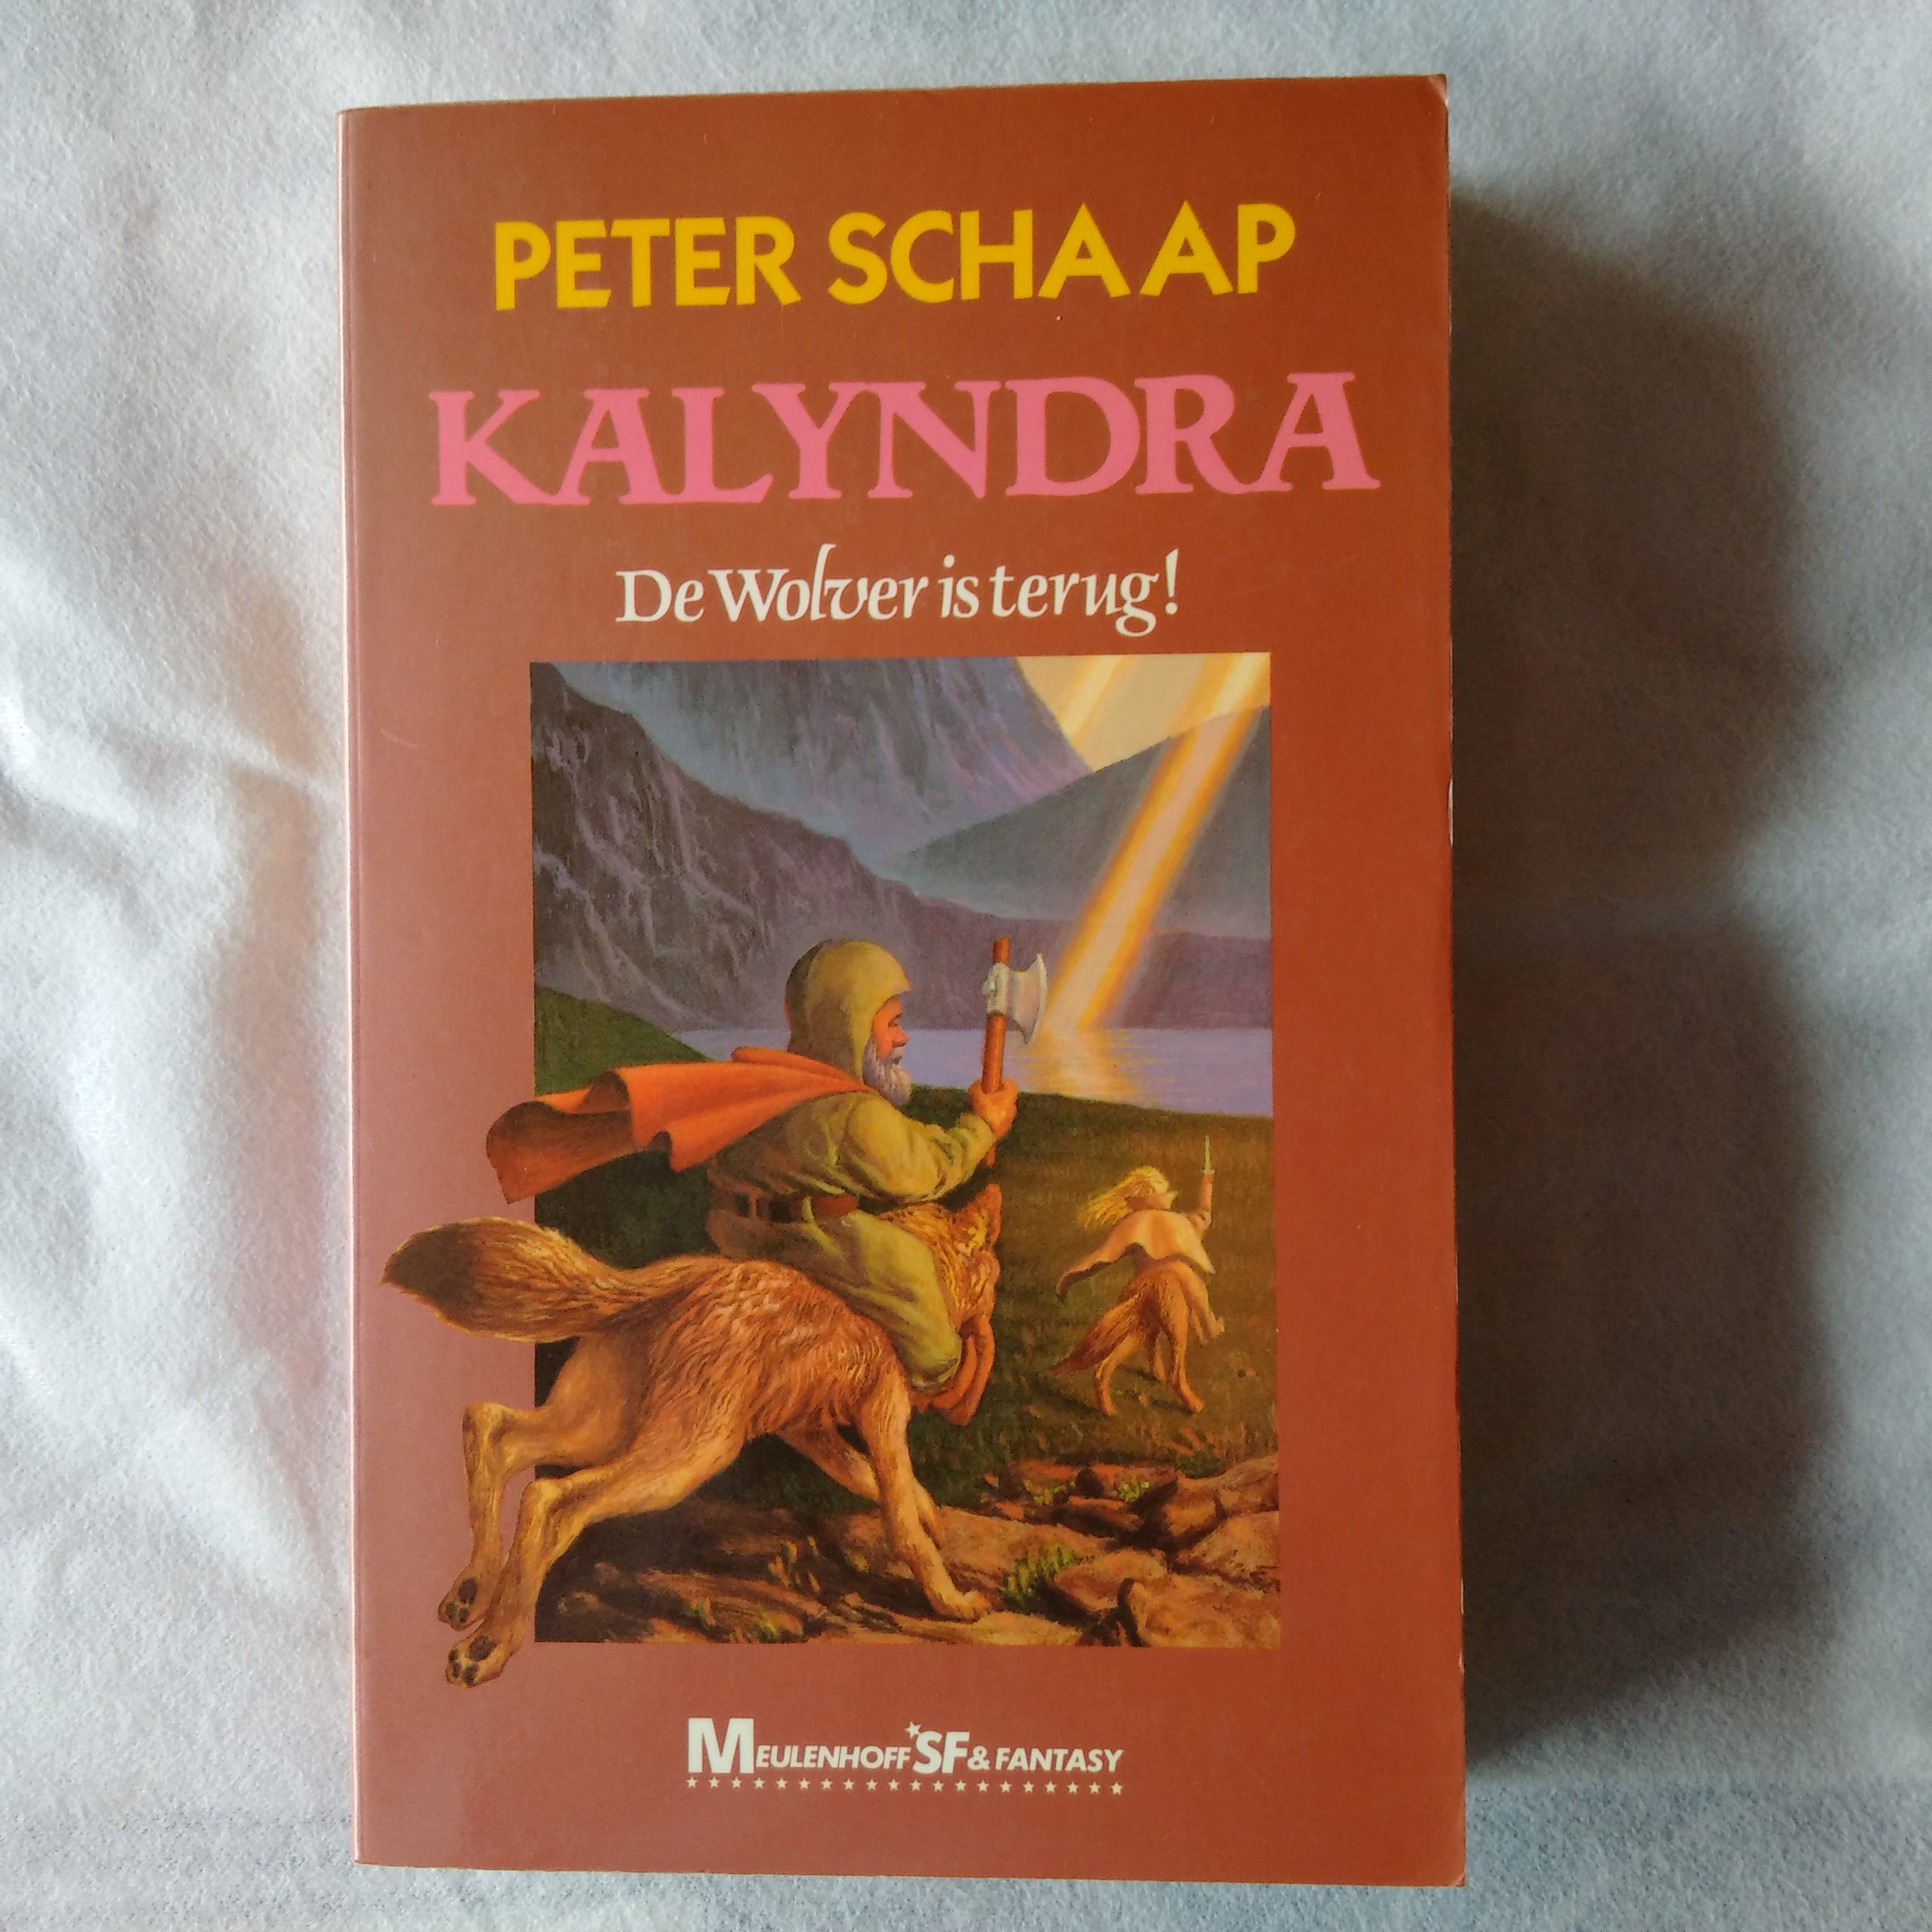 PETER SCHAAP
KALYNDRA
De Wolver is terug!
MEULENHOFF SF & FANTASY